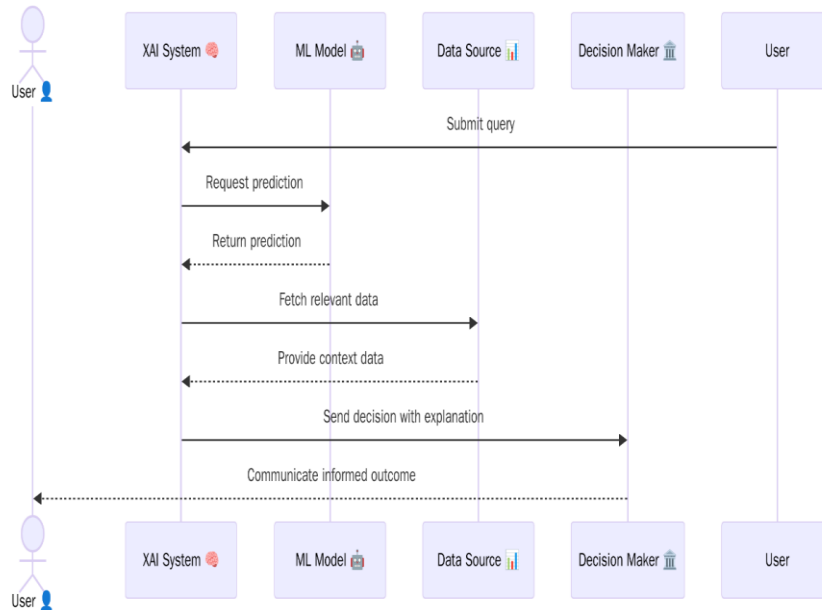 XAI System 🧠
ML Model 🤖
Data Source 📊
Decision Maker 🏛️
User
User 👤
Submit query
Request prediction
Return prediction
Fetch relevant data
Provide context data
Send decision with explanation
Communicate informed outcome
XAI System 🧠
ML Model 🤖
Data Source 📊
Decision Maker 🏛️
User
User 👤